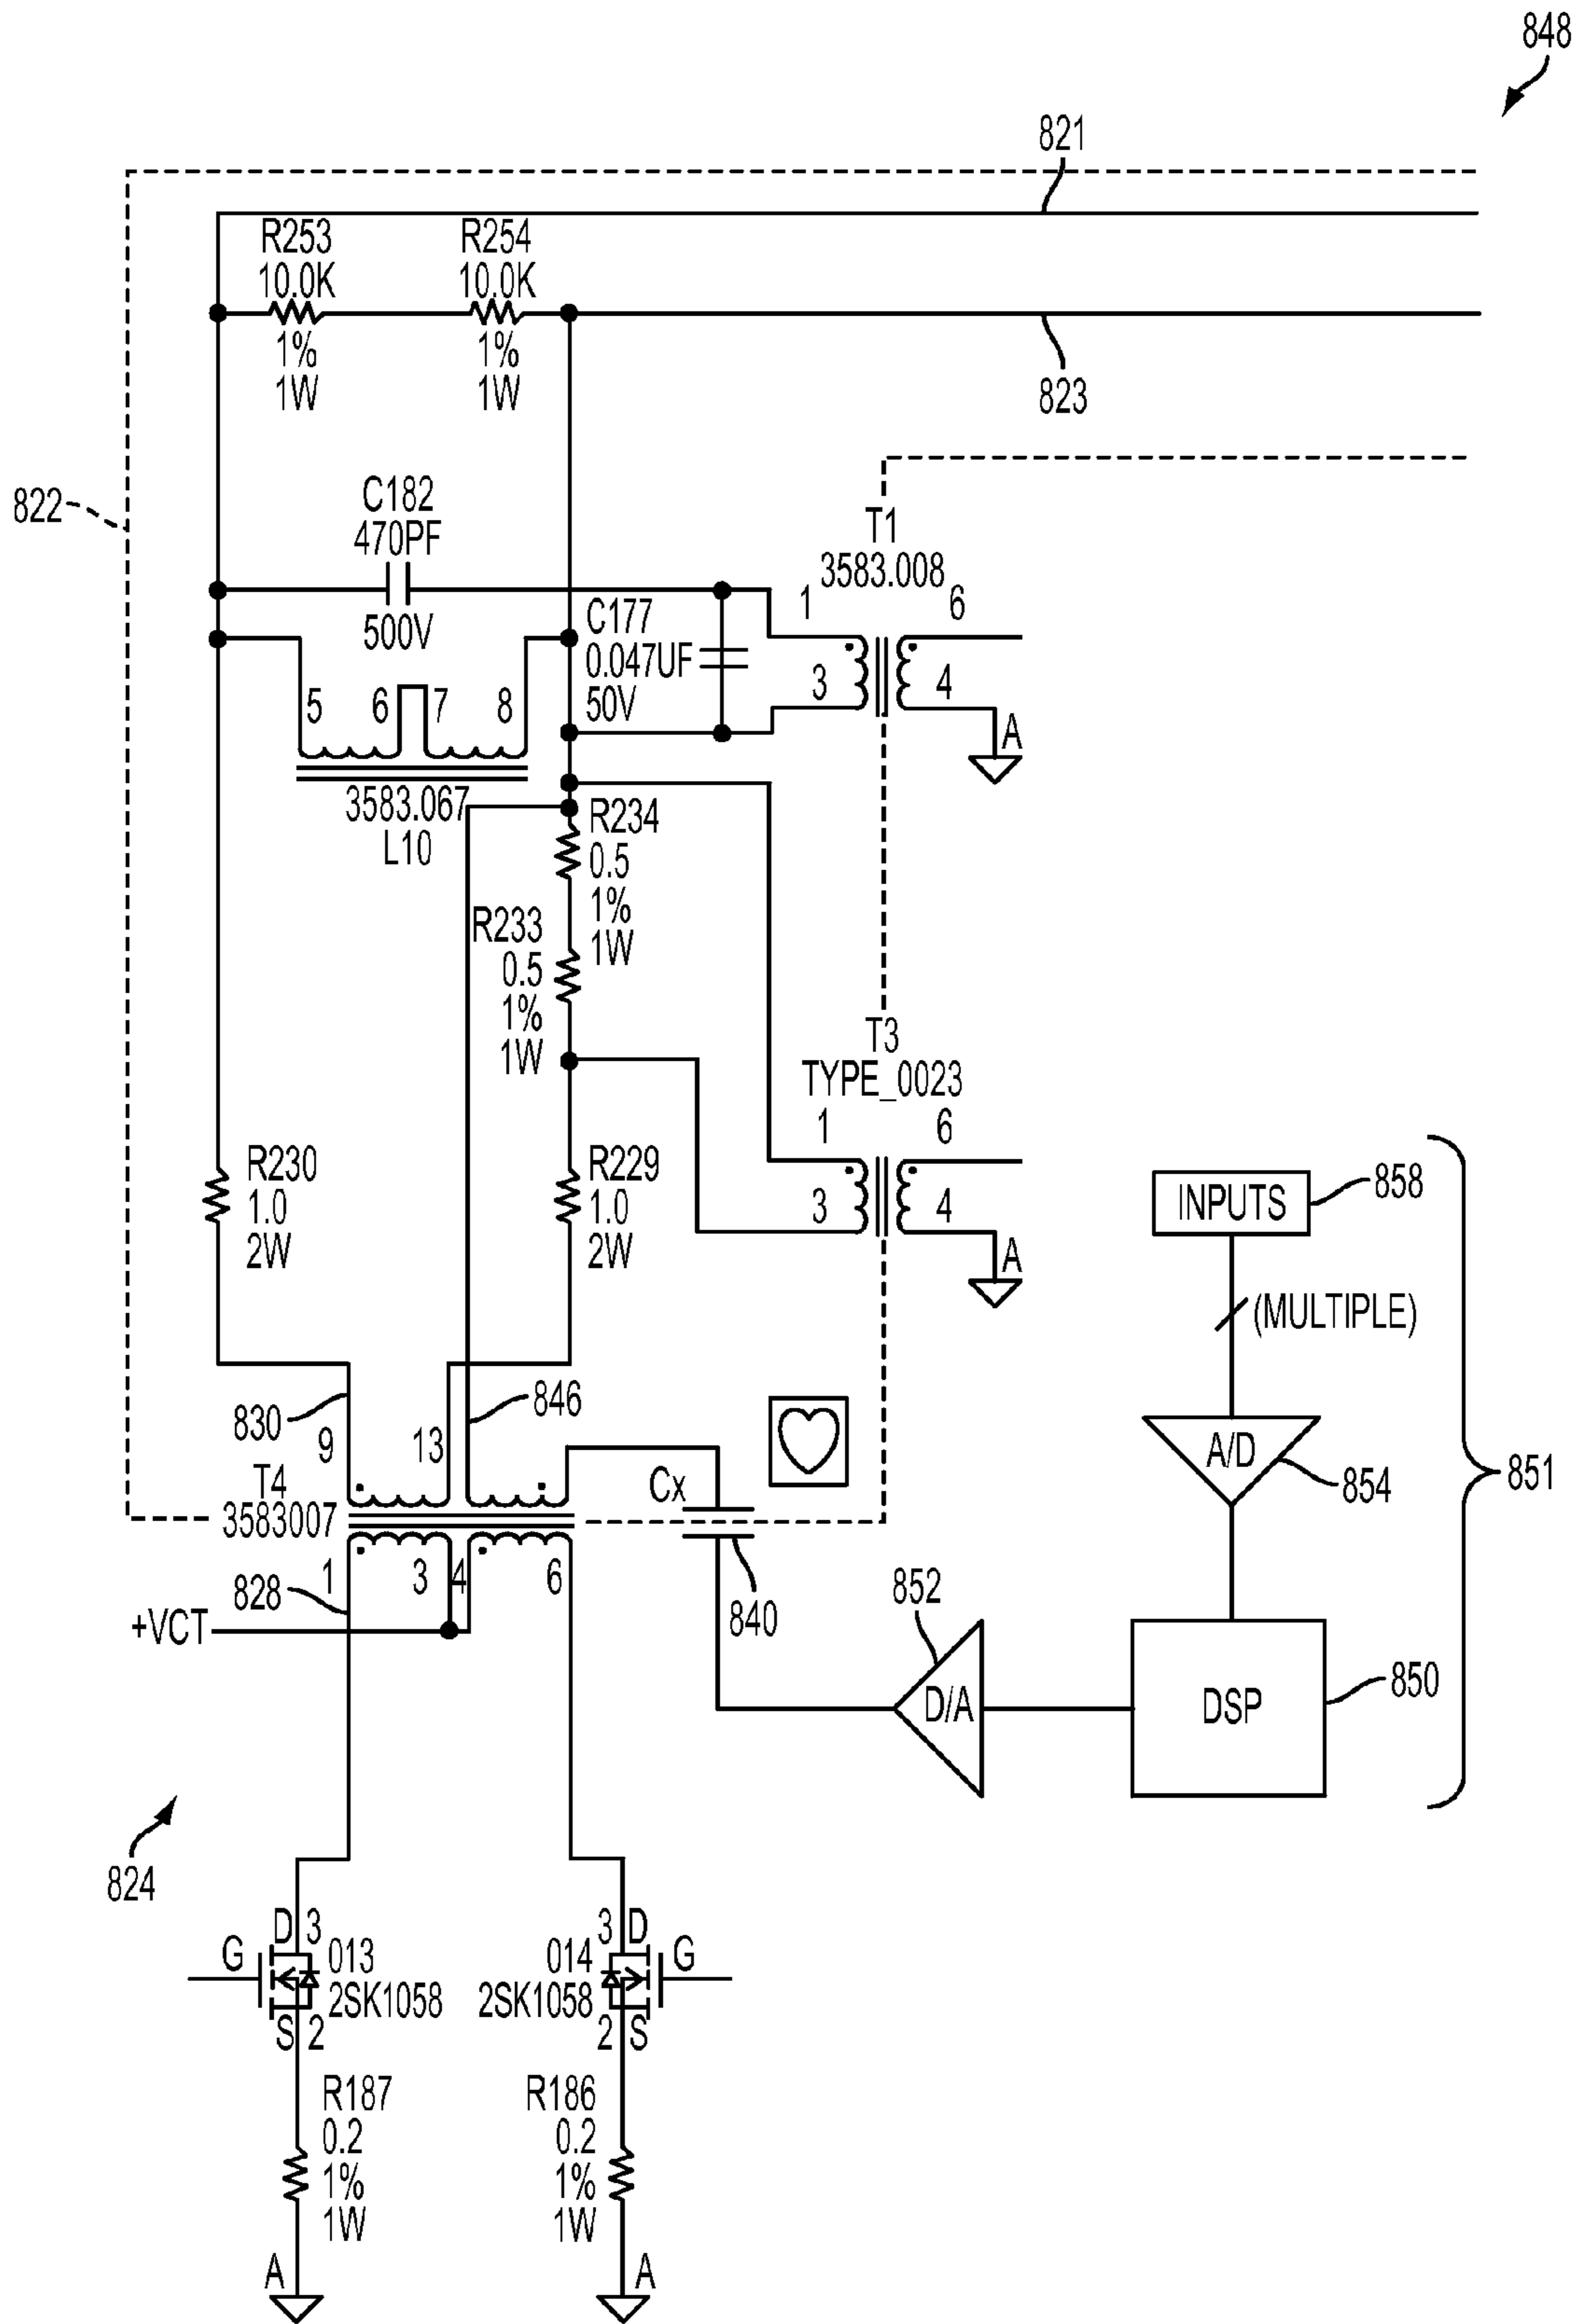 848
821
R253
10.0K
1%
1W
R254
10.0K
1%
1W
823
822
C182
470PF
500V
T1
3583.008
1
6
3
4
A
C177
0.047UF
50V
5
6
7
8
3583.067
L10
R234
0.5
1%
1W
R233
0.5
1%
1W
T3
TYPE_0023
1
6
3
4
A
R230
1.0
2W
R229
1.0
2W
INPUTS
858
(MULTIPLE)
A/D
854
851
830
846
9
13
T4
3583007
Cx
840
1
3
4
6
828
+VCT
852
D/A
DSP
850
824
D
3
G
013
2SK1058
S
2
3
D
014
2SK1058
G
2
S
R187
0.2
1%
1W
R186
0.2
1%
1W
A
A